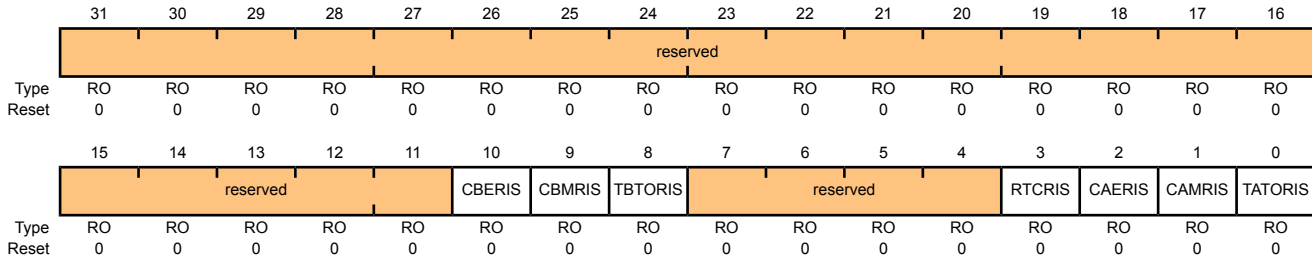 31 30 29 28 27 26 25 24 23 22 21 20 19 18 17 16
reserved
Type RO RO RO RO RO RO RO RO RO RO RO RO RO RO RO RO
Reset 0 0 0 0 0 0 0 0 0 0 0 0 0 0 0 0
15 14 13 12 11 10 9 8 7 6 5 4 3 2 1 0
reserved CBERIS CBMRIS TBTORIS reserved RTCRIS CAERIS CAMRIS TATORIS
Type RO RO RO RO RO RO RO RO RO RO RO RO RO RO RO RO
Reset 0 0 0 0 0 0 0 0 0 0 0 0 0 0 0 0